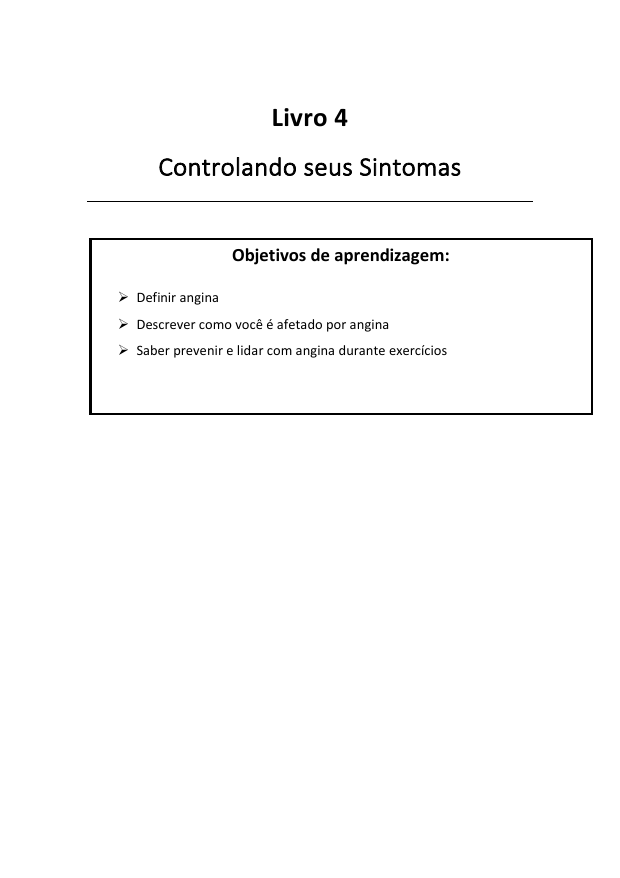 Livro 4
Controlando seus Sintomas
Objetivos de aprendizagem:
➢ Definir angina
➢ Descrever como você é afetado por angina
➢ Saber prevenir e lidar com angina durante exercícios